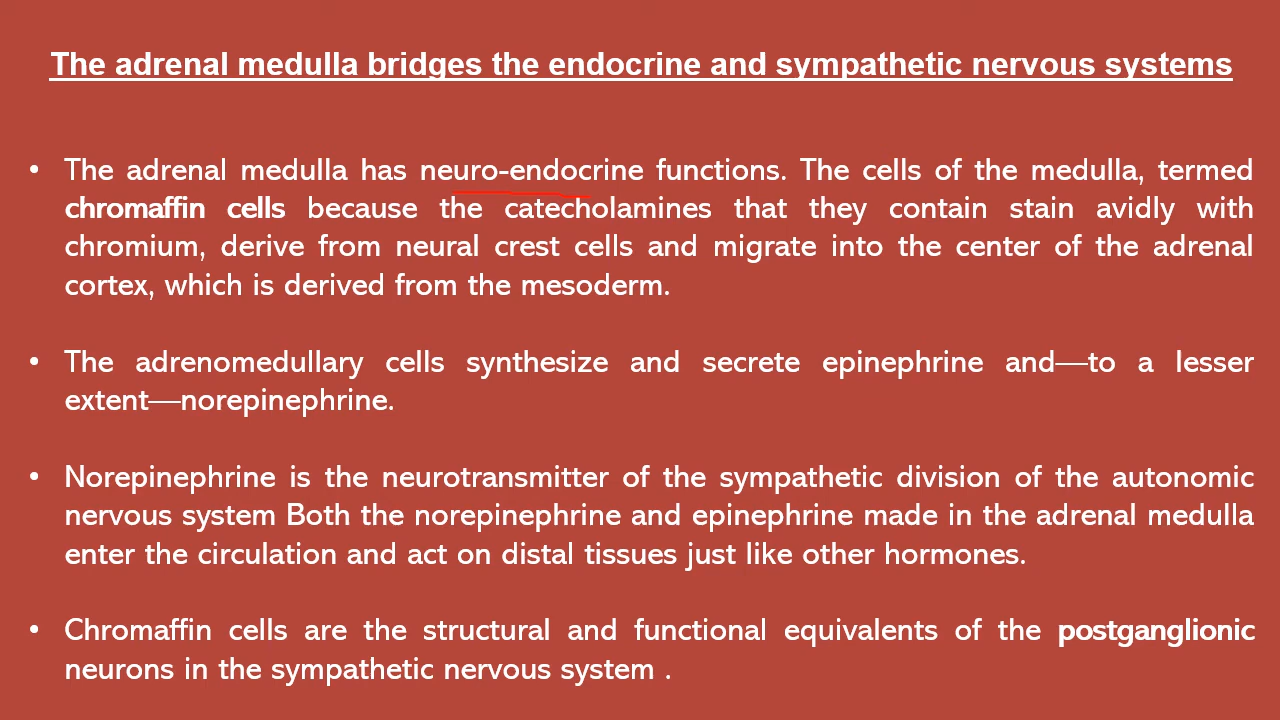 The adrenal medulla bridges the endocrine and sympathetic nervous systems
• The adrenal medulla has neuro-endocrine functions. The cells of the medulla, termed
chromaffin cells because the catecholamines that they contain stain avidly with
chromium, derive from neural crest cells and migrate into the center of the adrenal
cortex, which is derived from the mesoderm.
• The adrenomedullary cells synthesize and secrete epinephrine and—to a lesser
extent—norepinephrine.
• Norepinephrine is the neurotransmitter of the sympathetic division of the autonomic
nervous system Both the norepinephrine and epinephrine made in the adrenal medulla
enter the circulation and act on distal tissues just like other hormones.
• Chromaffin cells are the structural and functional equivalents of the postganglionic
neurons in the sympathetic nervous system .